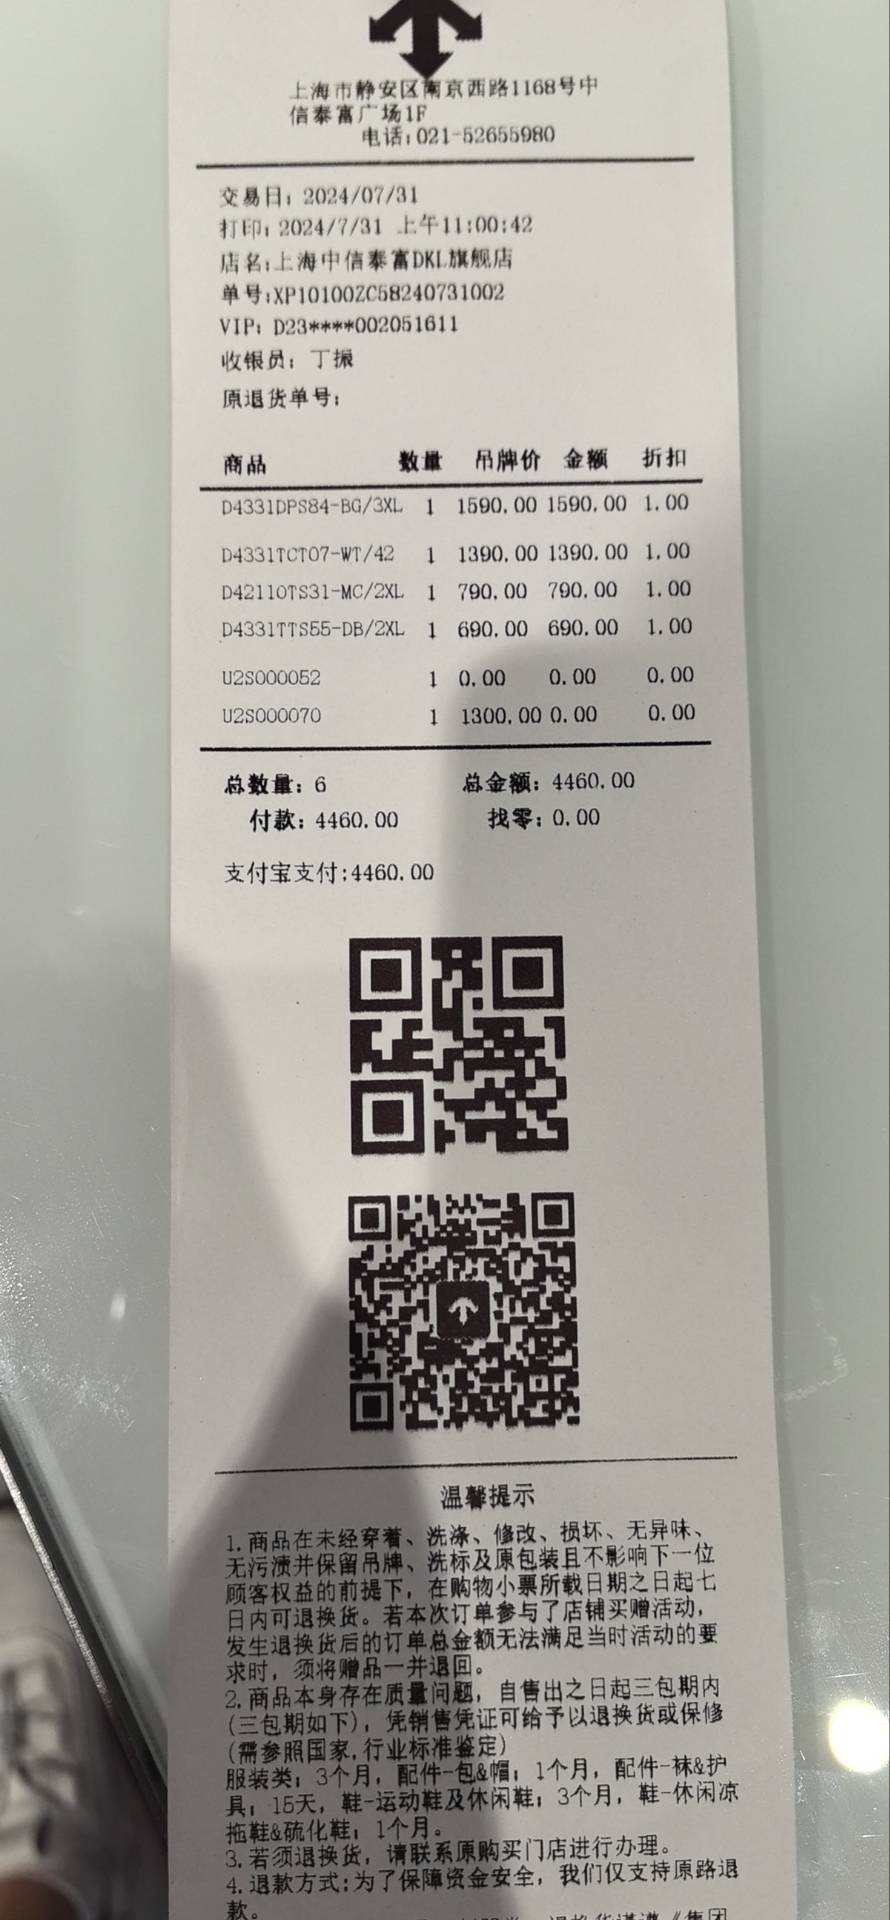 上海市静安区南京西路1168号中
信泰富广场1F
电话:021-52655980
交易日: 2024/07/31
打印: 2024/7/31 上午11:00:42
店名:上海中信泰富DKL旗舰店
单号:XP10100ZC58240731002
VIP: D23****002051611
收银员: 丁振
原退货单号:
商品 数量 吊牌价 金额 折扣
D4331DPS84-BG/3XL 1 1590.00 1590.00 1.00
D4331TCT07-WT/42 1 1390.00 1390.00 1.00
D4211OTS31-MC/2XL 1 790.00 790.00 1.00
D4331TTS55-DB/2XL 1 690.00 690.00 1.00
U2S000052 1 0.00 0.00 0.00
U2S000070 1 1300.00 0.00 0.00
总数量: 6 总金额: 4460.00
付款: 4460.00 找零: 0.00
支付宝支付:4460.00
温馨提示
1.商品在未经穿着、洗涤、修改、损坏、无异味、
无污渍并保留吊牌、洗标及原包装且不影响下一位
顾客权益的前提下，在购物小票所载日期之日起七
日内可退换货。若本次订单参与了店铺买赠活动，
发生退换货后的订单总金额无法满足当时活动的要
求时，须将赠品一并退回。
2.商品本身存在质量问题，自售出之日起三包期内
(三包期如下)，凭销售凭证可给予以退换货或保修
(需参照国家,行业标准鉴定)
服装类: 3个月，配件-包&帽: 1个月，配件-袜&护
具: 15天，鞋-运动鞋及休闲鞋: 3个月，鞋-休闲凉
拖鞋&硫化鞋: 1个月。
3.若须退换货，请联系原购买门店进行办理。
4.退款方式:为了保障资金安全，我们仅支持原路退
款。